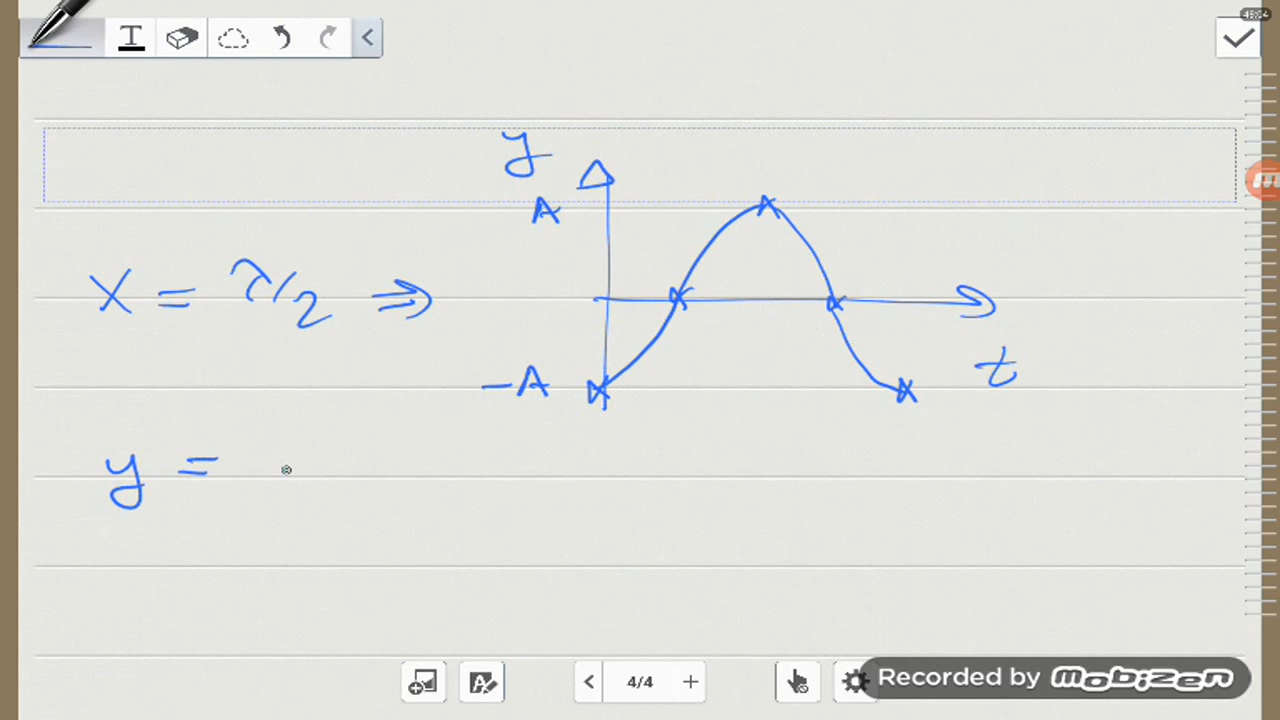 T
y
A
x = λ/2 ⇒
-A
t
y =
4/4
Recorded by mobizen